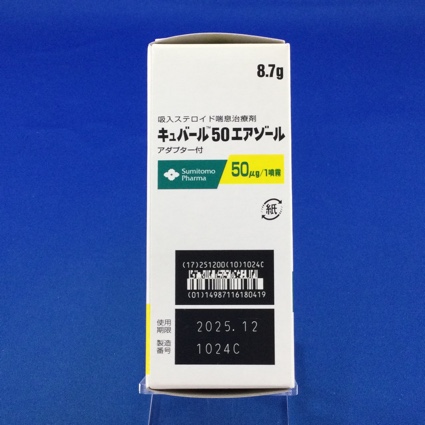 8.7g
吸入ステロイド喘息治療剤
キュバール™50エアゾール
アダプター付
Sumitomo
Pharma
50μg/1噴霧
紙
(17)251200(10)1024C
(01)14987116180419
使用
期限 2025.12
製造
番号 1024C